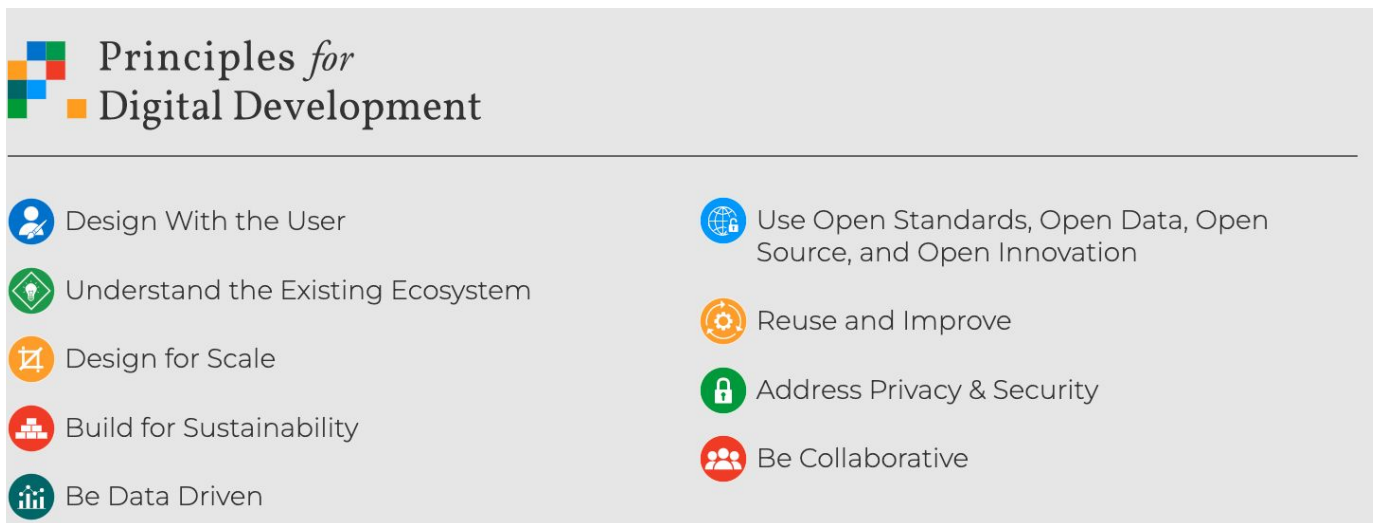 Principles for
Digital Development
Design With the User
Understand the Existing Ecosystem
Design for Scale
Build for Sustainability
Be Data Driven
Use Open Standards, Open Data, Open
Source, and Open Innovation
Reuse and Improve
Address Privacy & Security
Be Collaborative